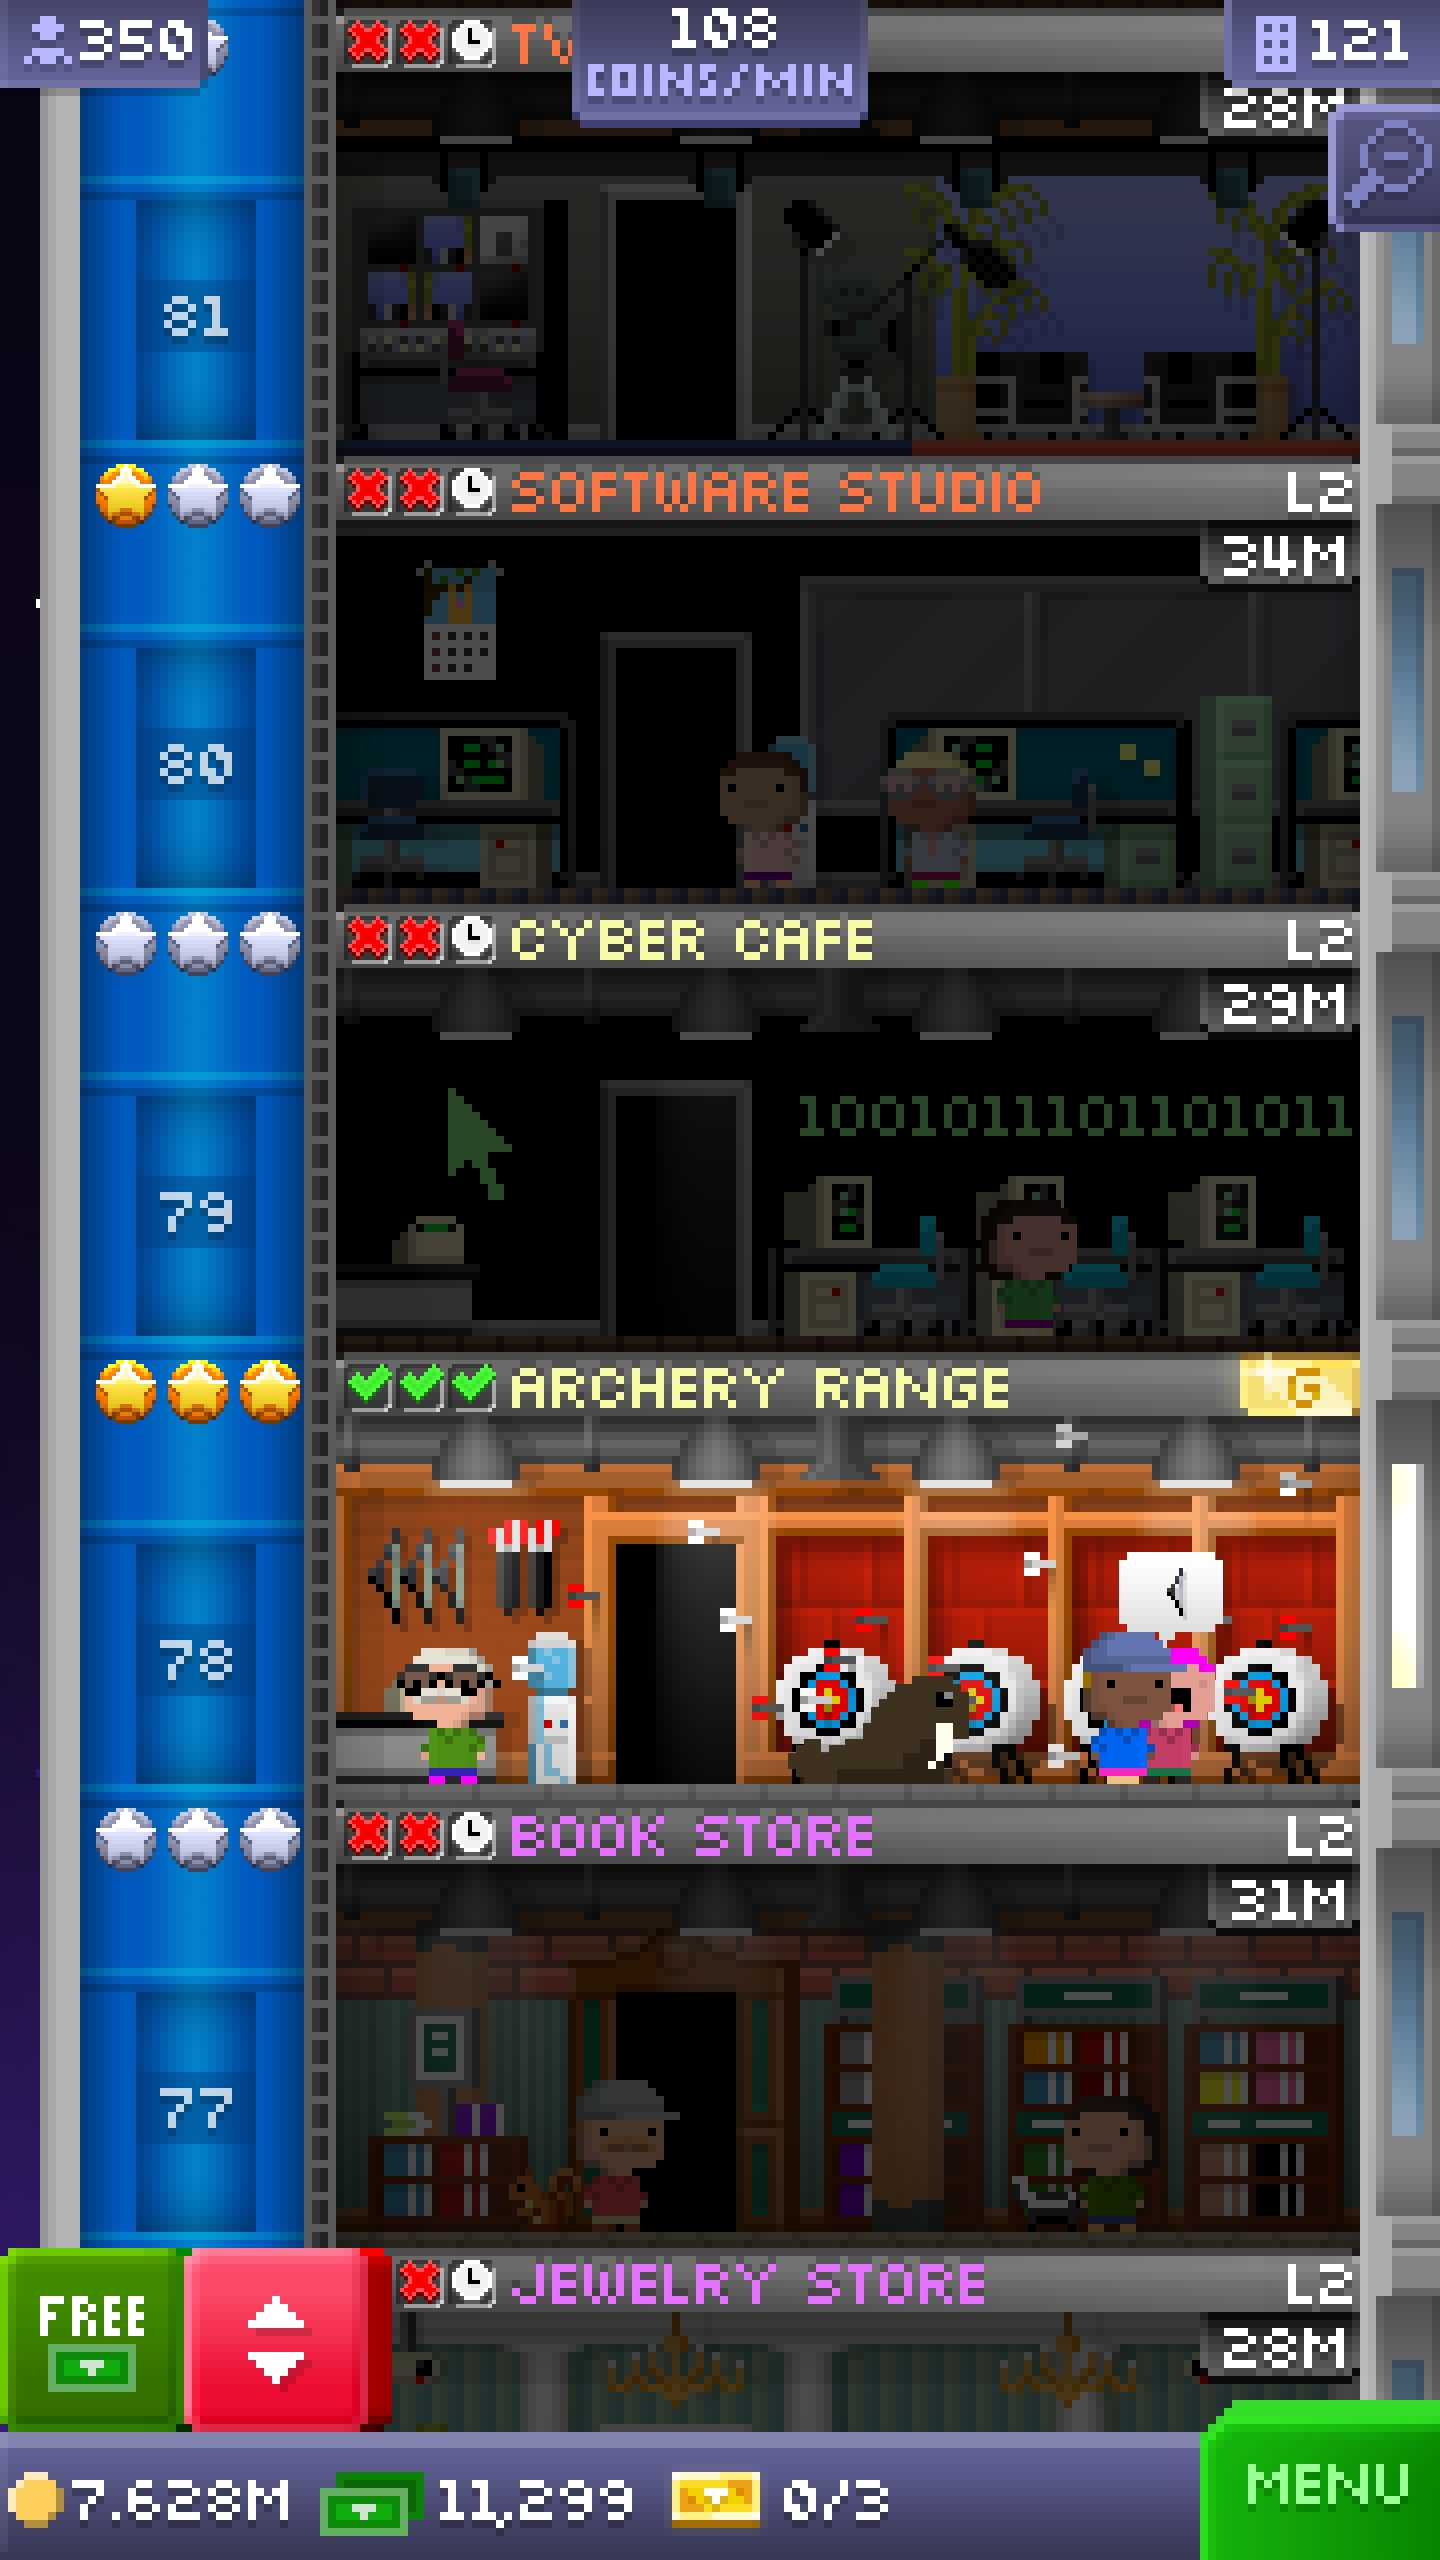 350
108
COINS/MIN
121
TV
28M
81
SOFTWARE STUDIO L2
34M
80
CYBER CAFE L2
29M
1001011101101011
79
ARCHERY RANGE G
78
BOOK STORE L2
31M
B
77
JEWELRY STORE L2
28M
FREE
7.628M 11,299 0/3
MENU